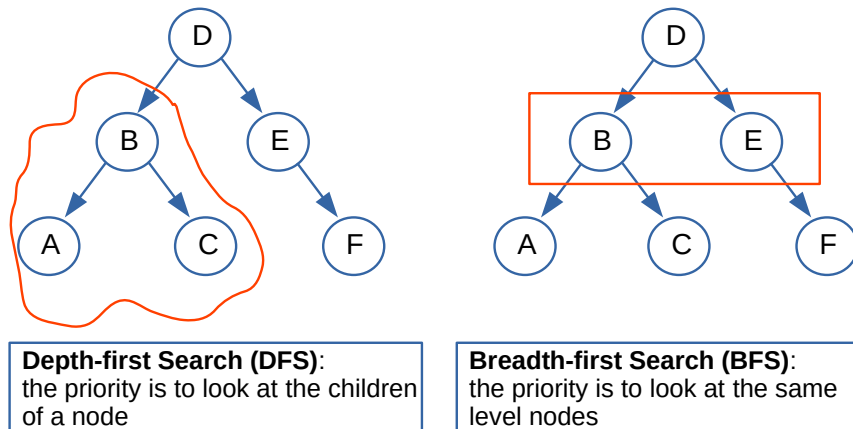 D
B
E
A
C
F
Depth-first Search (DFS):
the priority is to look at the children
of a node
D
B
E
A
C
F
Breadth-first Search (BFS):
the priority is to look at the same
level nodes